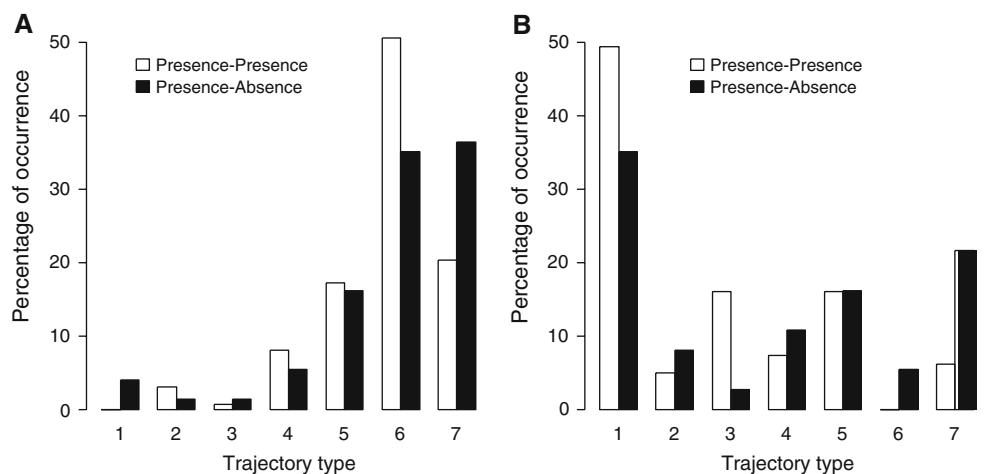 A
Percentage of occurrence
50
40
30
20
10
0
Presence-Presence
Presence-Absence
1 2 3 4 5 6 7
Trajectory type
B
Percentage of occurrence
50
40
30
20
10
0
Presence-Presence
Presence-Absence
1 2 3 4 5 6 7
Trajectory type